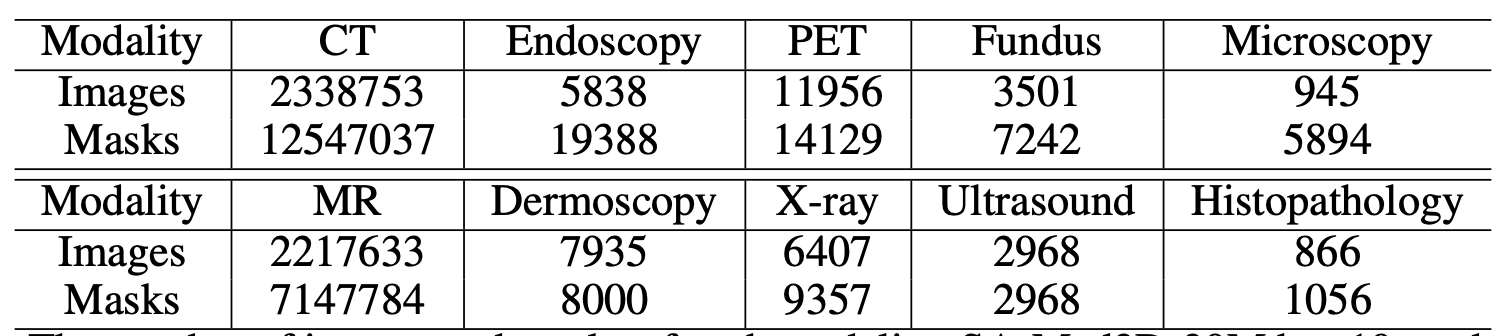 Modality CT Endoscopy PET Fundus Microscopy
Images 2338753 5838 11956 3501 945
Masks 12547037 19388 14129 7242 5894
Modality MR Dermoscopy X-ray Ultrasound Histopathology
Images 2217633 7935 6407 2968 866
Masks 7147784 8000 9357 2968 1056